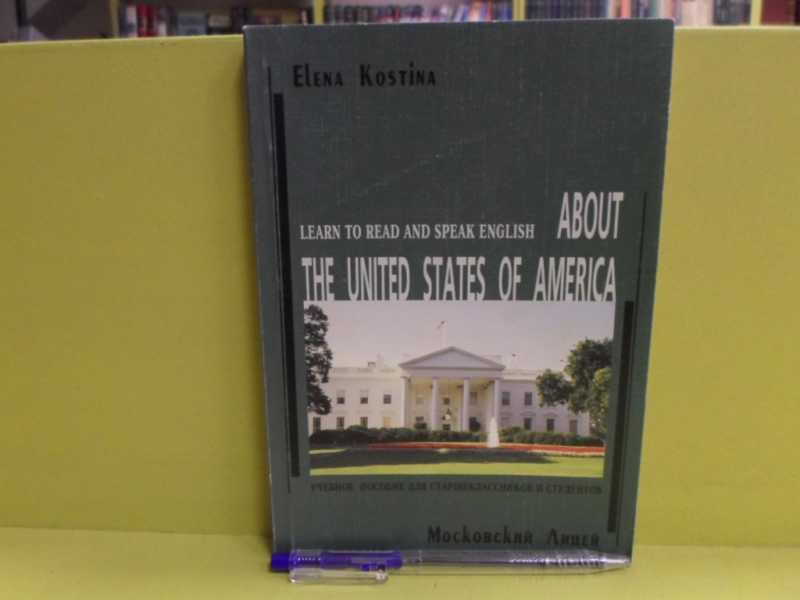 Elena Kostina
LEARN TO READ AND SPEAK ENGLISH ABOUT
THE UNITED STATES OF AMERICA
УЧЕБНОЕ ПОСОБИЕ ДЛЯ СТАРШЕКЛАССНИКОВ И СТУДЕНТОВ
Московский Лицей